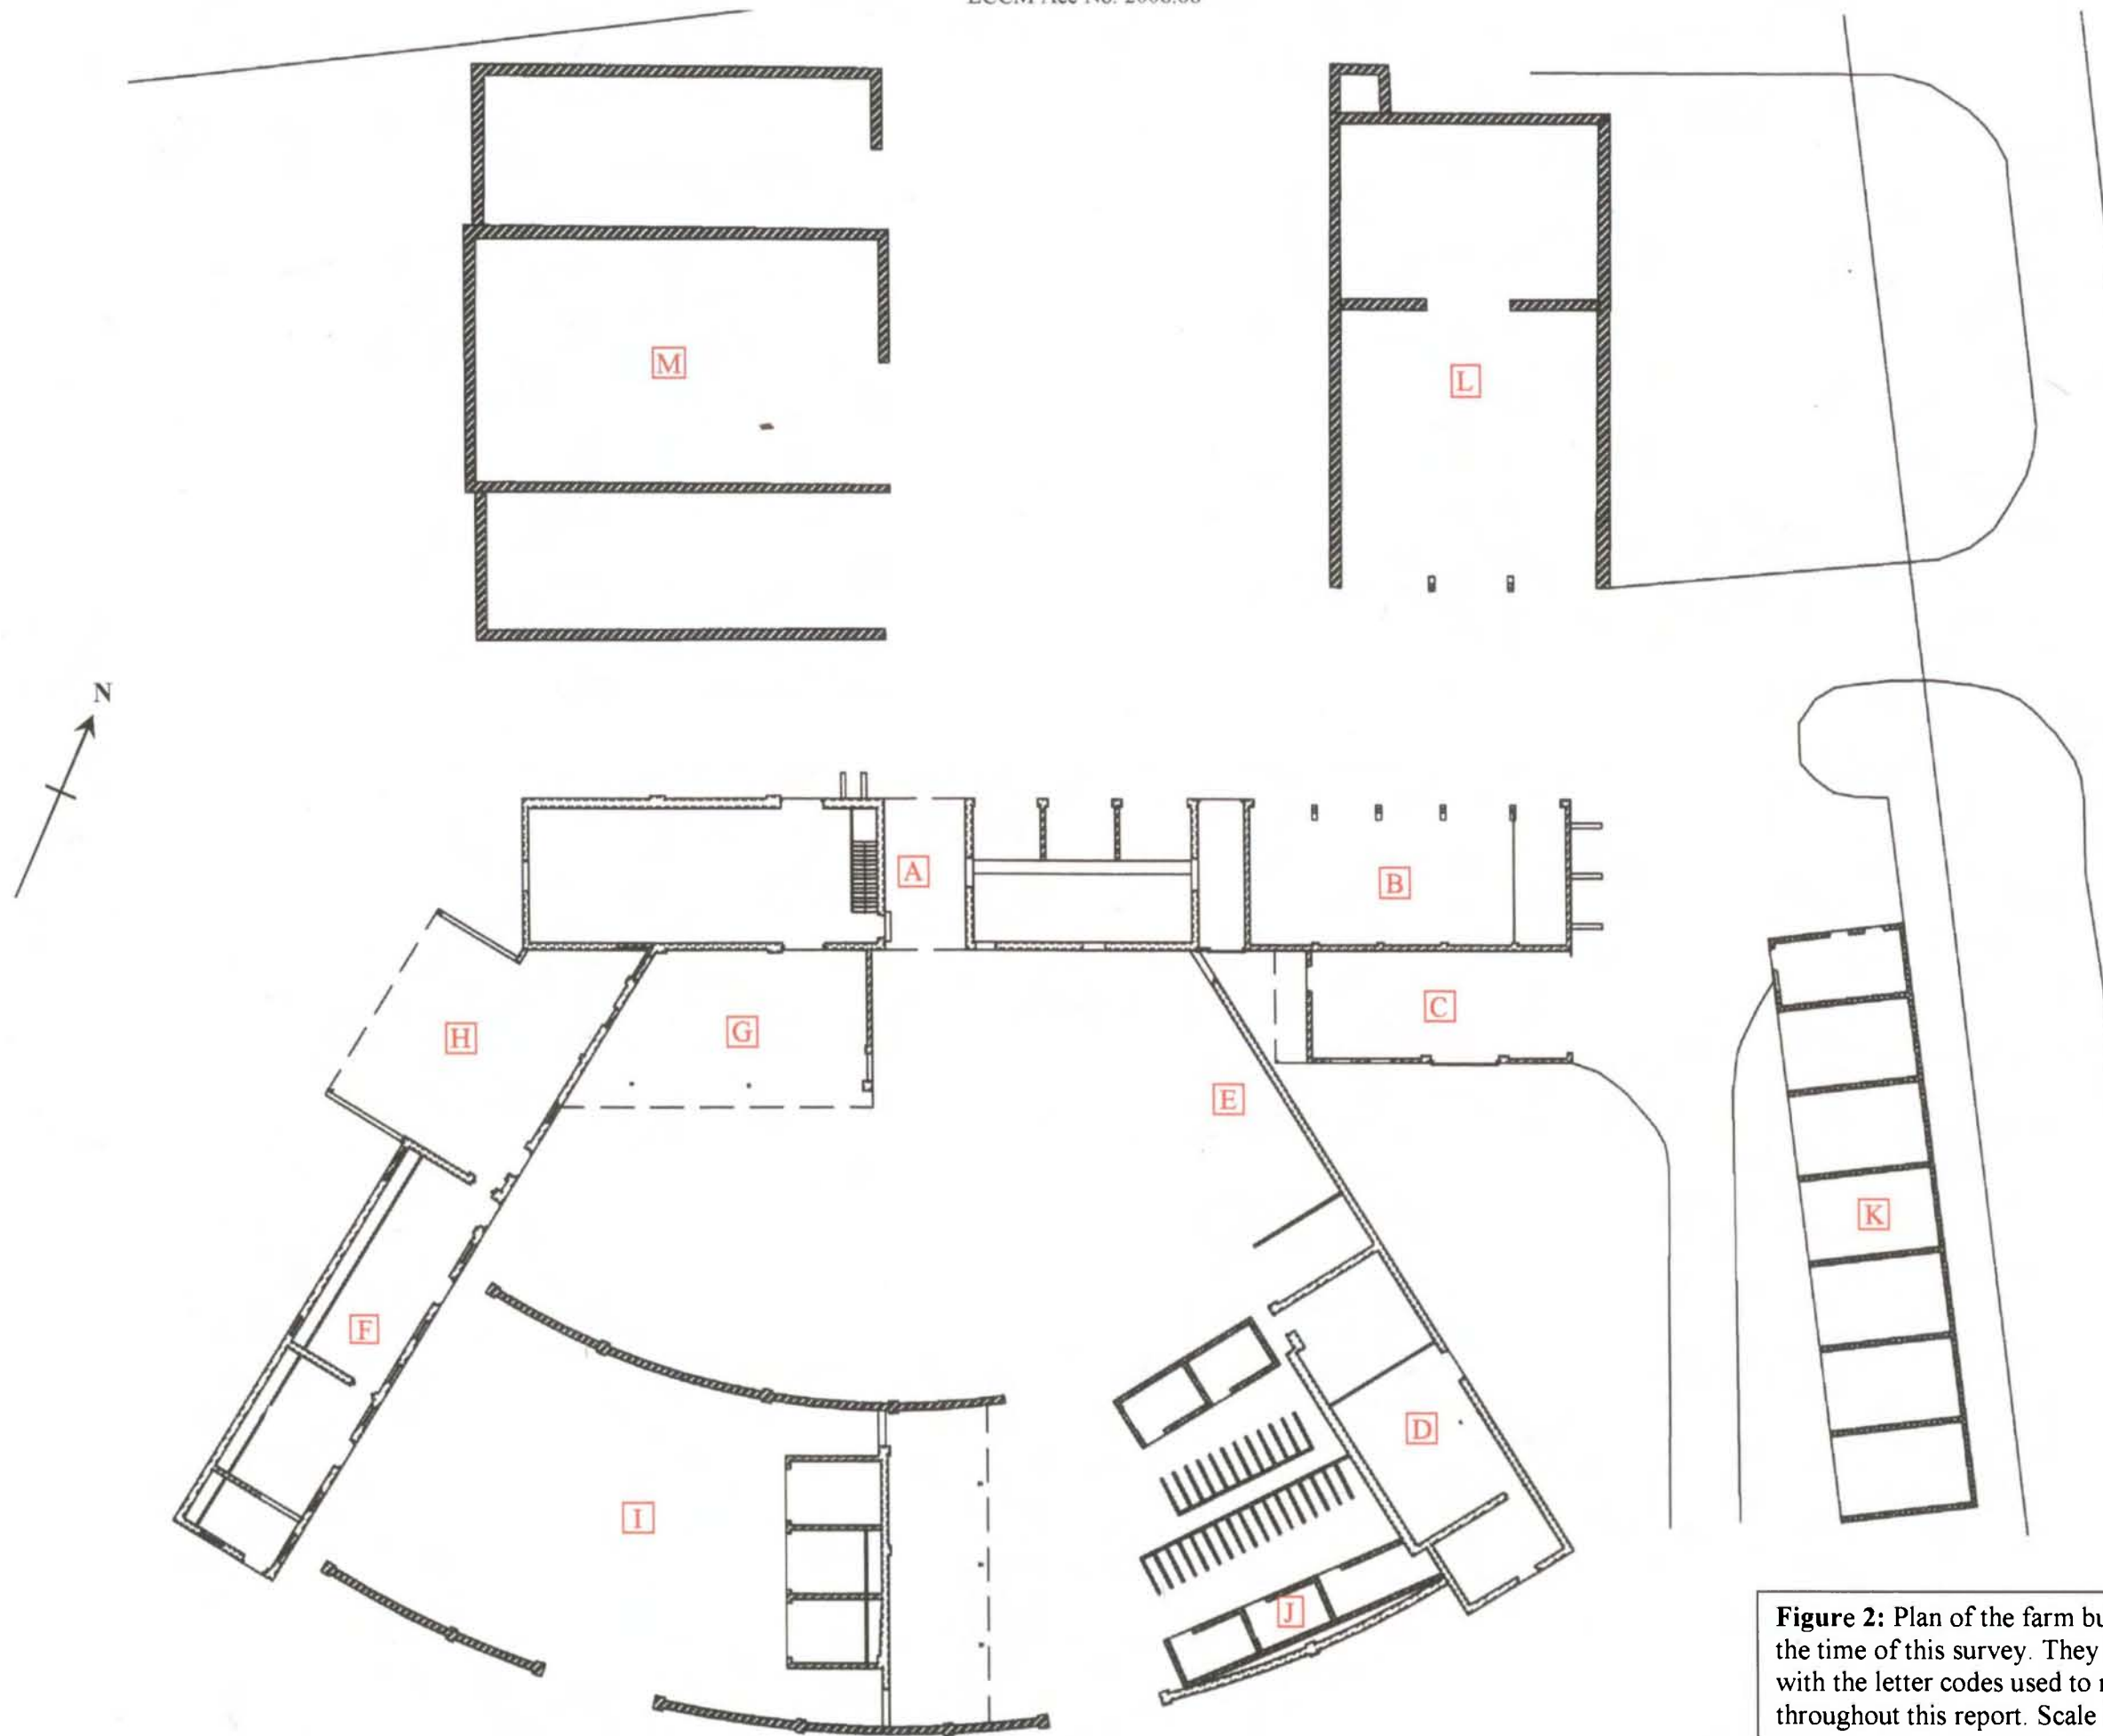 M
L
N
A
B
H
G
C
E
K
F
D
I
J
Figure 2: Plan of the farm
the time of this survey. They
with the letter codes used to
throughout this report. Scale